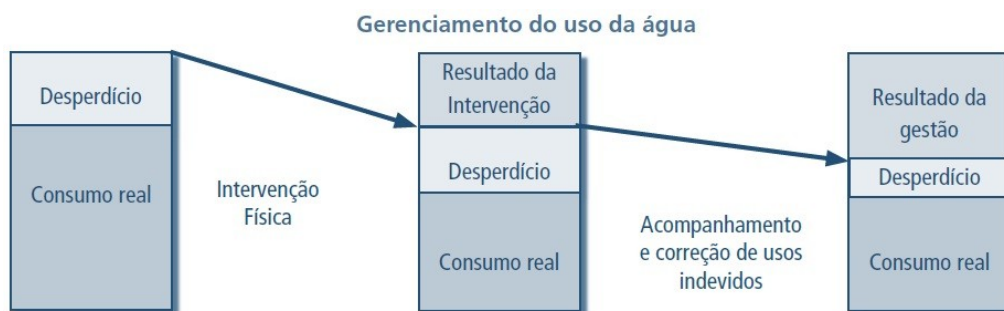 Gerenciamento do uso da água
Desperdício
Consumo real
Intervenção
Física
Resultado da
Intervenção
Desperdício
Consumo real
Acompanhamento
e correção de usos
indevidos
Resultado da
gestão
Desperdício
Consumo real